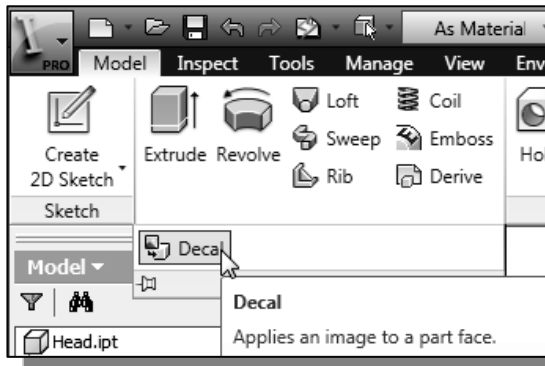 As Material
PRO Model Inspect Tools Manage View Env
Create 2D Sketch
Extrude Revolve
Loft Coil
Sweep Emboss
Rib Derive
Ho
Sketch
Decal
Model
Decal
Applies an image to a part face.
Head.ipt